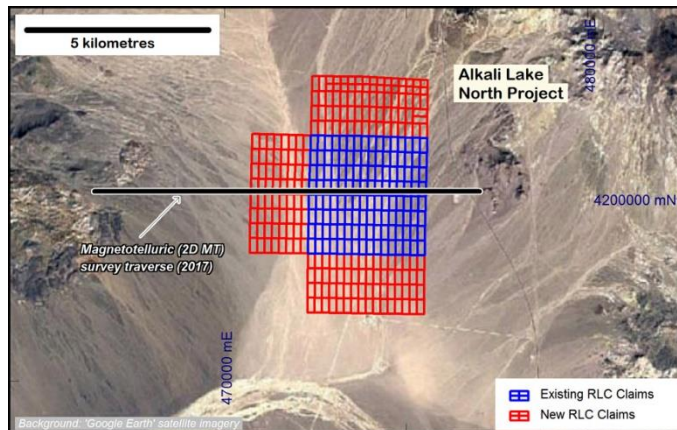 5 kilometres
Alkali Lake
North Project
480000 mE
4200000 mN
Magnetotelluric (2D MT)
survey traverse (2017)
470000 mE
Existing RLC Claims
New RLC Claims
Background: 'Google Earth' satellite imagery